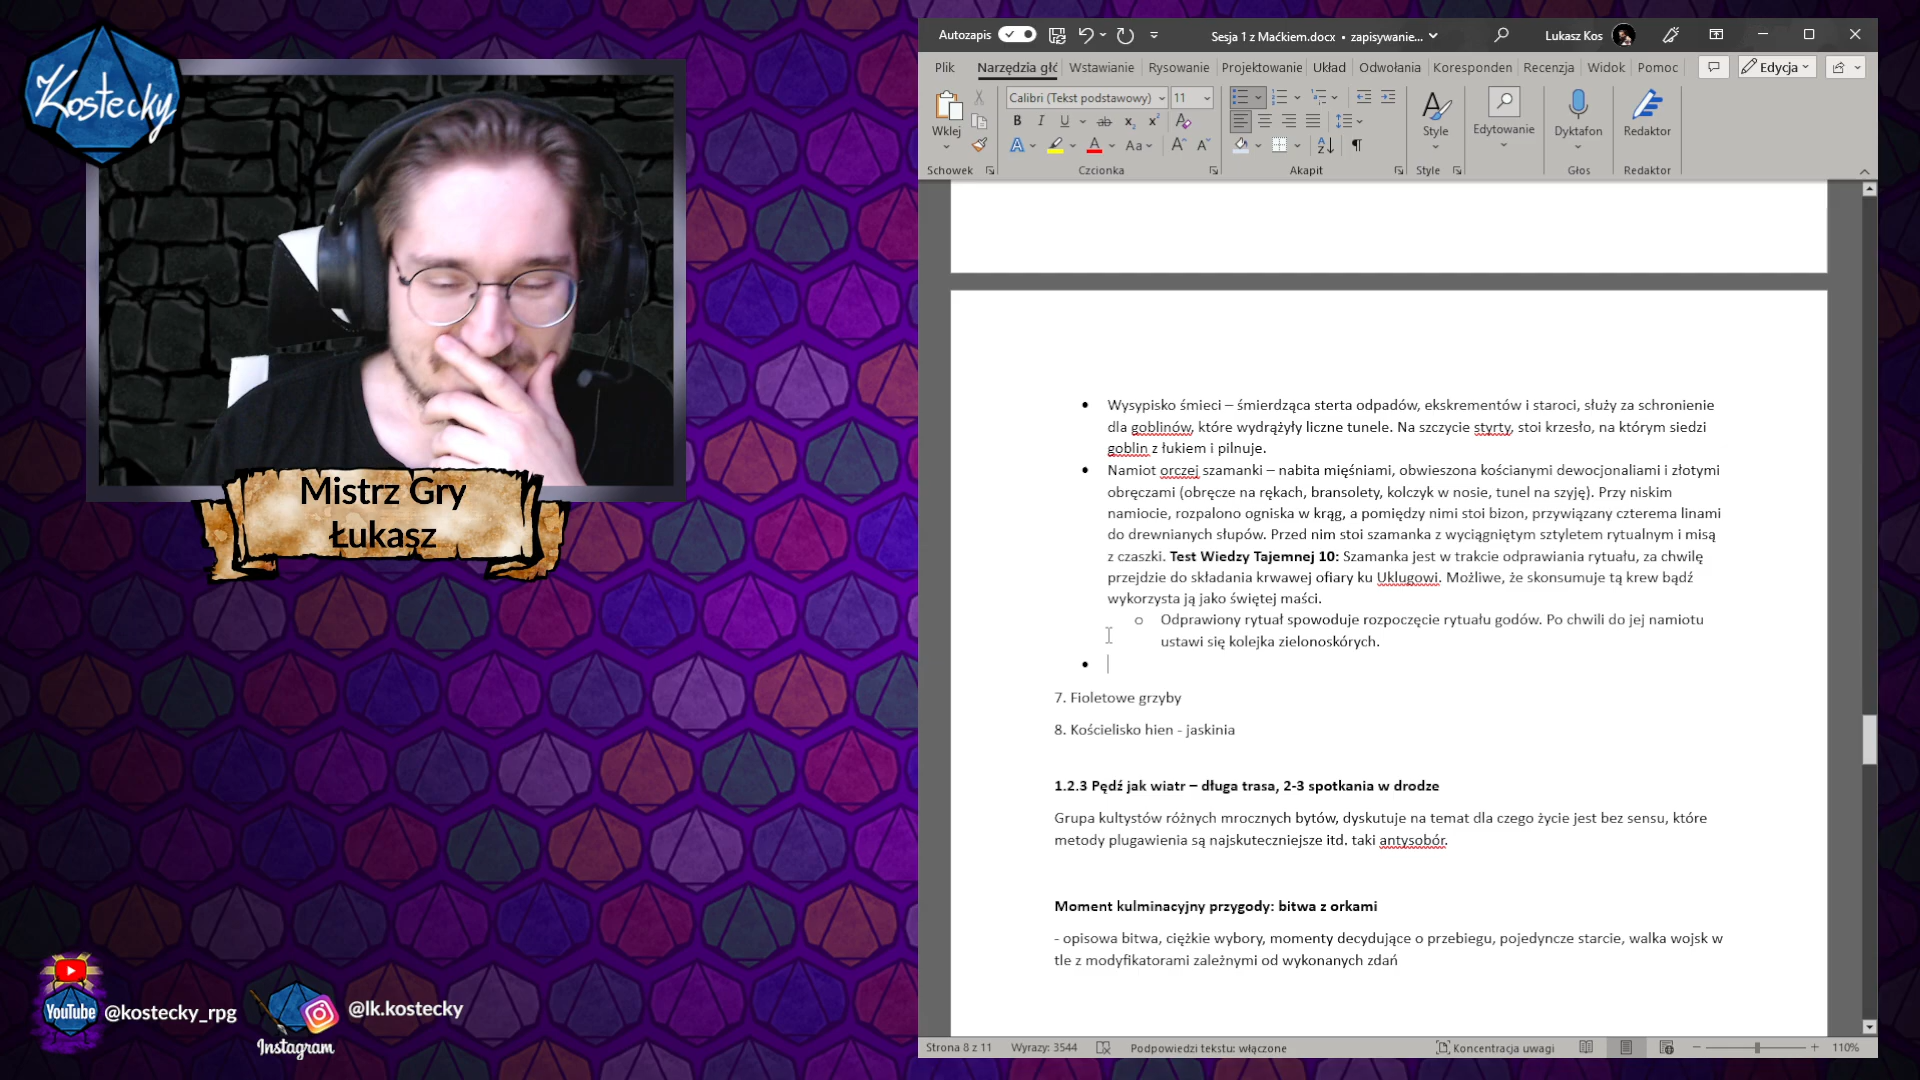 Kostecky
Mistrz Gry
Łukasz
YouTube
@kostecky_rpg
Instagram
@lk.kostecky
Autozapis
Sesja 1 z Maćkiem.docx • zapisywanie...
Lukasz Kos
Plik
Narzędzia głó
Wstawianie
Rysowanie
Projektowanie
Układ
Odwołania
Koresponden
Recenzja
Widok
Pomoc
Edycja
Wklej
Calibri (Tekst podstawowy)
11
B I U ab x₂ x²
A Aa A A
Style
Edytowanie
Dyktafon
Redaktor
Schowek
Czcionka
Akapit
Style
Głos
Redaktor
• Wysypisko śmieci – śmierdząca sterta odpadów, ekskrementów i staroci, służy za schronienie
dla goblinów, które wydrążyły liczne tunele. Na szczycie styrty, stoi krzesło, na którym siedzi
goblin z łukiem i pilnuje.
• Namiot orczej szamanki – nabita mięśniami, obwieszona kościanymi dewocjonaliami i złotymi
obręczami (obręcze na rękach, bransolety, kolczyk w nosie, tunel na szyję). Przy niskim
namiocie, rozpalono ogniska w krąg, a pomiędzy nimi stoi bizon, przywiązany czterema linami
do drewnianych słupów. Przed nim stoi szamanka z wyciągniętym sztyletem rytualnym i misą
z czaszki. Test Wiedzy Tajemnej 10: Szamanka jest w trakcie odprawiania rytuału, za chwilę
przejdzie do składania krwawej ofiary ku Uklugowi. Możliwe, że skonsumuje tą krew bądź
wykorzysta ją jako świętej maści.
o Odprawiony rytuał spowoduje rozpoczęcie rytuału godów. Po chwili do jej namiotu
ustawi się kolejka zielonoskórych.
•
7. Fioletowe grzyby
8. Kościelisko hien - jaskinia
1.2.3 Pędź jak wiatr – długa trasa, 2-3 spotkania w drodze
Grupa kultystów różnych mrocznych bytów, dyskutuje na temat dla czego życie jest bez sensu, które
metody plugawienia są najskuteczniejsze itd. taki antysobór.
Moment kulminacyjny przygody: bitwa z orkami
- opisowa bitwa, ciężkie wybory, momenty decydujące o przebiegu, pojedyncze starcie, walka wojsk w
tle z modyfikatorami zależnymi od wykonanych zdań
Strona 8 z 11
Wyrazy: 3544
Podpowiedzi tekstu: włączone
Koncentracja uwagi
110%